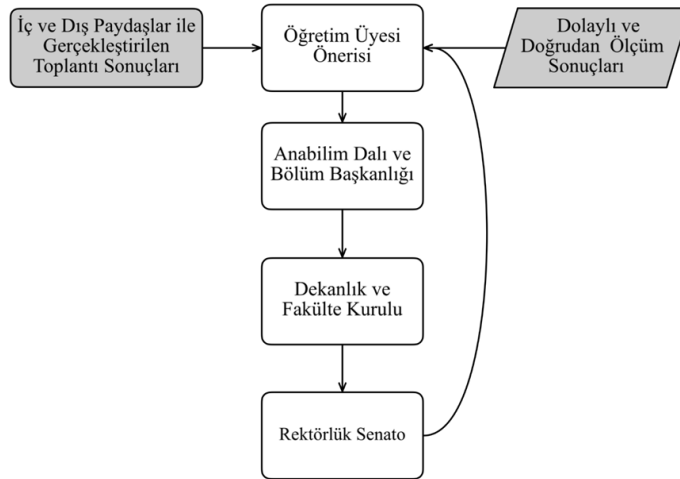 İç ve Dış Paydaşlar ile
Gerçekleştirilen
Toplantı Sonuçları
Öğretim Üyesi
Önerisi
Dolaylı ve
Doğrudan Ölçüm
Sonuçları
Anabilim Dalı ve
Bölüm Başkanlığı
Dekanlık ve
Fakülte Kurulu
Rektörlük Senato